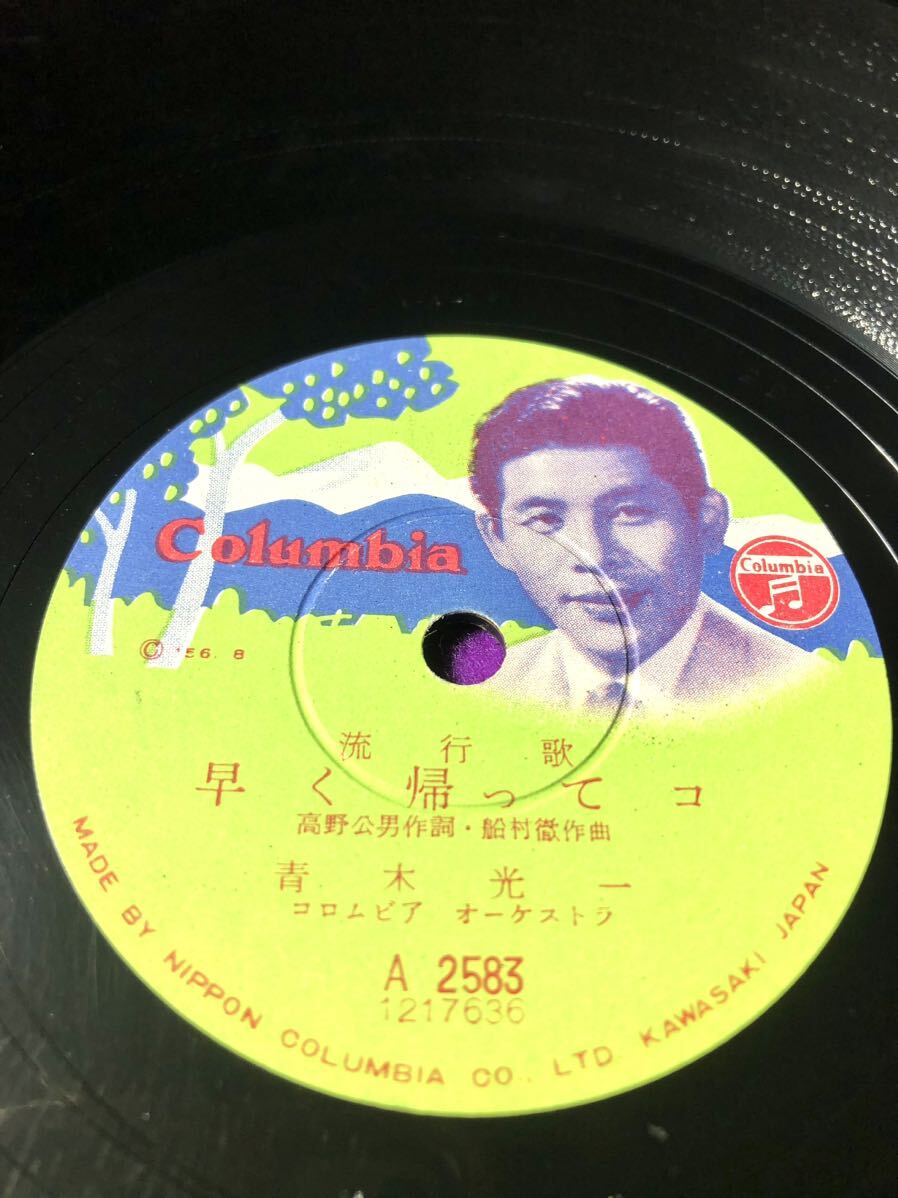 Columbia
Columbia
© '56. 8
流行歌
早く帰ってコ
高野公男作詞・船村徹作曲
青木光一
コロムビア オーケストラ
A 2583
1217636
MADE BY NIPPON COLUMBIA CO., LTD. KAWASAKI JAPAN